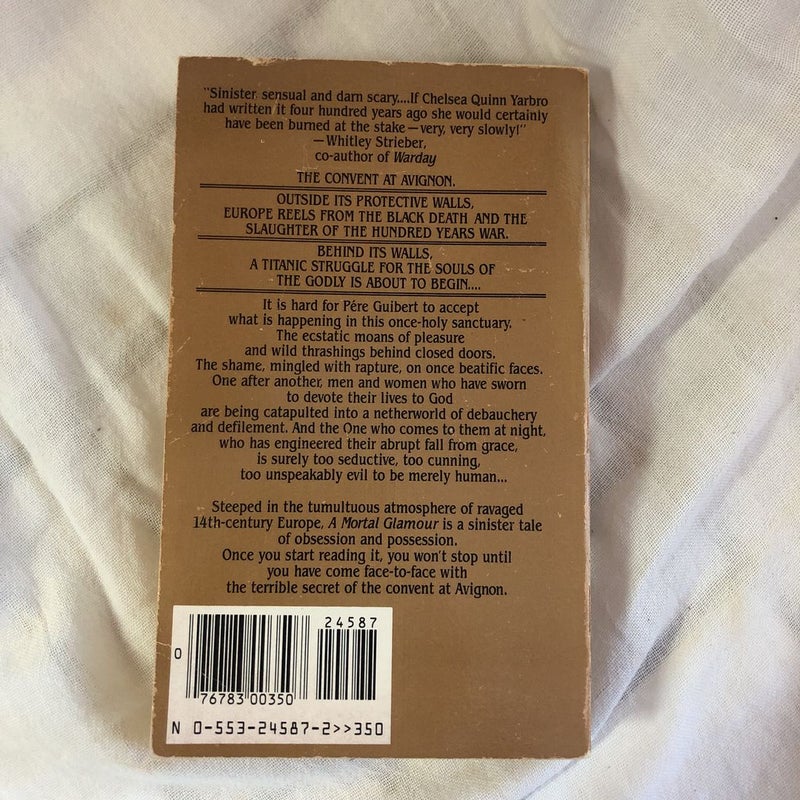 "Sinister, sensual and darn scary....If Chelsea Quinn Yarbro
had written it four hundred years ago she would certainly
have been burned at the stake—very, very slowly!"
—Whitley Strieber,
co-author of Warday
THE CONVENT AT AVIGNON.
OUTSIDE ITS PROTECTIVE WALLS,
EUROPE REELS FROM THE BLACK DEATH AND THE
SLAUGHTER OF THE HUNDRED YEARS WAR.
BEHIND ITS WALLS,
A TITANIC STRUGGLE FOR THE SOULS OF
THE GODLY IS ABOUT TO BEGIN....
It is hard for Pére Guibert to accept
what is happening in this once-holy sanctuary.
The ecstatic moans of pleasure
and wild thrashings behind closed doors.
The shame, mingled with rapture, on once beatific faces.
One after another, men and women who have sworn
to devote their lives to God
are being catapulted into a netherworld of debauchery
and defilement. And the One who comes to them at night,
who has engineered their abrupt fall from grace,
is surely too seductive, too cunning,
too unspeakably evil to be merely human...
Steeped in the tumultuous atmosphere of ravaged
14th-century Europe, A Mortal Glamour is a sinister tale
of obsession and possession.
Once you start reading it, you won't stop until
you have come face-to-face with
the terrible secret of the convent at Avignon.
24587
0
76783 00350
N 0-553-24587-2>>350